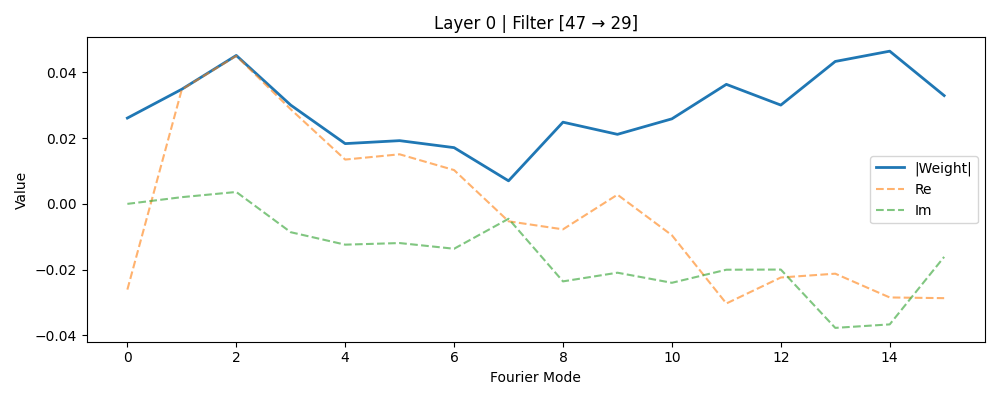 Layer 0 | Filter [47 → 29]
Value
0.04
0.02
0.00
−0.02
−0.04
|Weight|
Re
Im
0 2 4 6 8 10 12 14
Fourier Mode